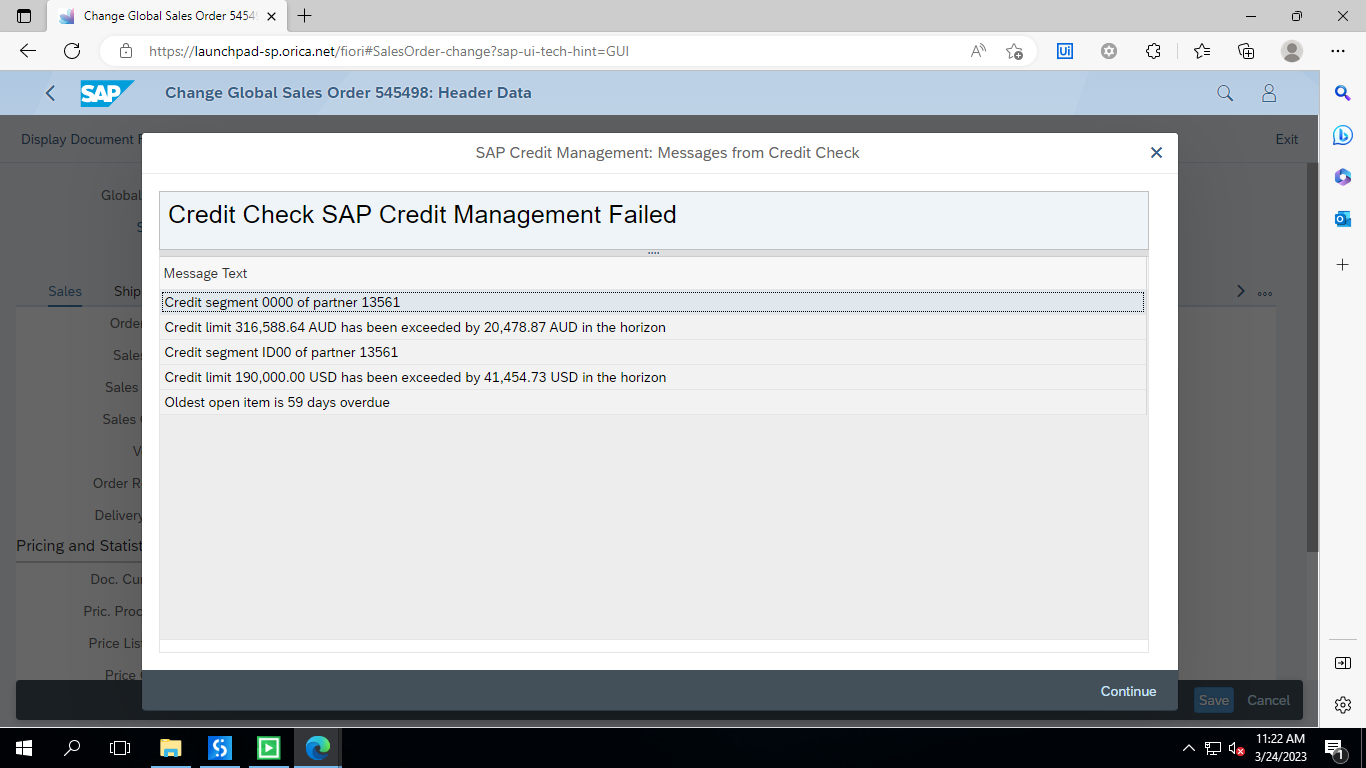 Change Global Sales Order 5454
https://launchpad-sp.orica.net/fiori#SalesOrder-change?sap-ui-tech-hint=GUI
SAP
Change Global Sales Order 545498: Header Data
Display Document
Exit
SAP Credit Management: Messages from Credit Check
Global
Credit Check SAP Credit Management Failed
Message Text
Sales
Ship
Credit segment 0000 of partner 13561
Order
Credit limit 316,588.64 AUD has been exceeded by 20,478.87 AUD in the horizon
Sales
Credit segment ID00 of partner 13561
Sales
Credit limit 190,000.00 USD has been exceeded by 41,454.73 USD in the horizon
Oldest open item is 59 days overdue
Sales
Order R
Delivery
Pricing and Statist
Doc. Cu
Pric. Proc
Price Lis
Price
Continue
Save
Cancel
11:22 AM
3/24/2023
1